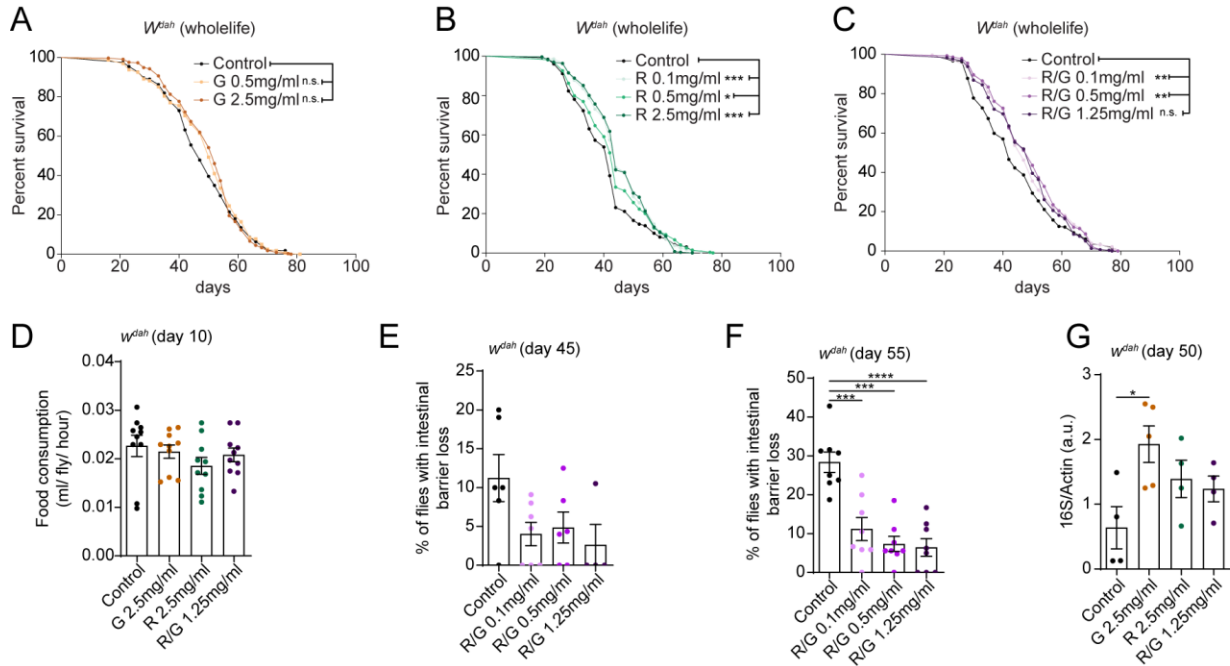 A
W^dah (wholelife)
Percent survival
100
80
60
40
20
0
0 20 40 60 80 100
days
Control
G 0.5mg/ml n.s.
G 2.5mg/ml n.s.
B
W^dah (wholelife)
Percent survival
100
80
60
40
20
0
0 20 40 60 80 100
days
Control
R 0.1mg/ml ***
R 0.5mg/ml *
R 2.5mg/ml ***
C
W^dah (wholelife)
Percent survival
100
80
60
40
20
0
0 20 40 60 80 100
days
Control
R/G 0.1mg/ml **
R/G 0.5mg/ml **
R/G 1.25mg/ml n.s.
D
w^dah (day 10)
Food consumption
(ml/ fly/ hour)
0.04
0.03
0.02
0.01
0.00
Control
G 2.5mg/ml
R 2.5mg/ml
R/G 1.25mg/ml
E
w^dah (day 45)
% of flies with intestinal
barrier loss
25
20
15
10
5
0
Control
R/G 0.1mg/ml
R/G 0.5mg/ml
R/G 1.25mg/ml
F
w^dah (day 55)
% of flies with intestinal
barrier loss
50
40
30
20
10
0
****
***
***
Control
R/G 0.1mg/ml
R/G 0.5mg/ml
R/G 1.25mg/ml
G
w^dah (day 50)
16S/Actin (a.u.)
3
2
1
0
*
Control
G 2.5mg/ml
R 2.5mg/ml
R/G 1.25mg/ml